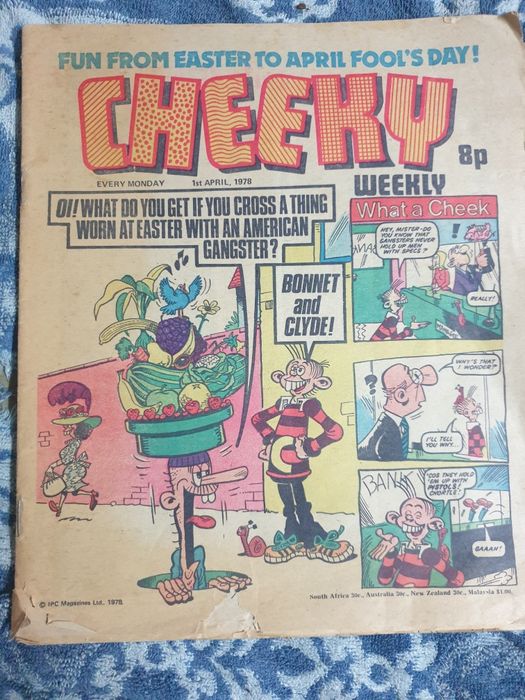 FUN FROM EASTER TO APRIL FOOL'S DAY!
CHEEKY
8p
EVERY MONDAY 1st APRIL, 1978
WEEKLY
OI! WHAT DO YOU GET IF YOU CROSS A THING
WORN AT EASTER WITH AN AMERICAN
GANGSTER?
BONNET
and
CLYDE!
What a Cheek
HEY, MISTER-DO
YOU KNOW THAT
GANGSTERS NEVER
HOLD UP MEN
WITH SPECS?
!
REALLY!
?
WHY'S THAT
I WONDER?
I'LL TELL
YOU WHY...
BANK
'COS THEY HOLD
'EM UP WITH
PISTOLS!
CHORTLE!
GAAAH!
© IPC Magazines Ltd., 1978
South Africa 30c., Australia 30c., New Zealand 30c., Malaysia $1.00.